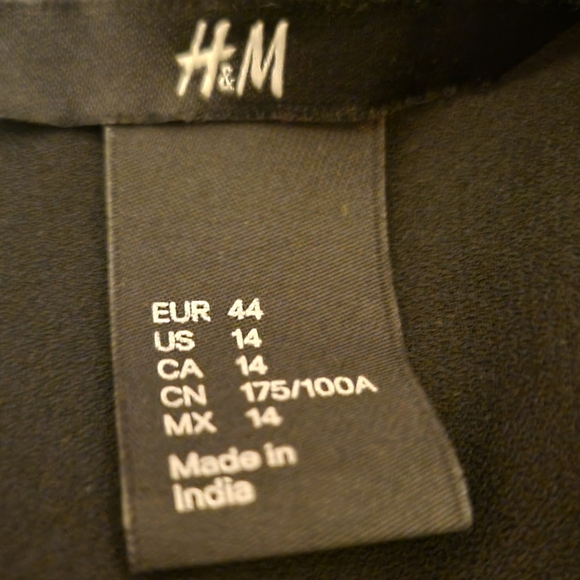 H&M
EUR 44
US 14
CA 14
CN 175/100A
MX 14
Made in
India